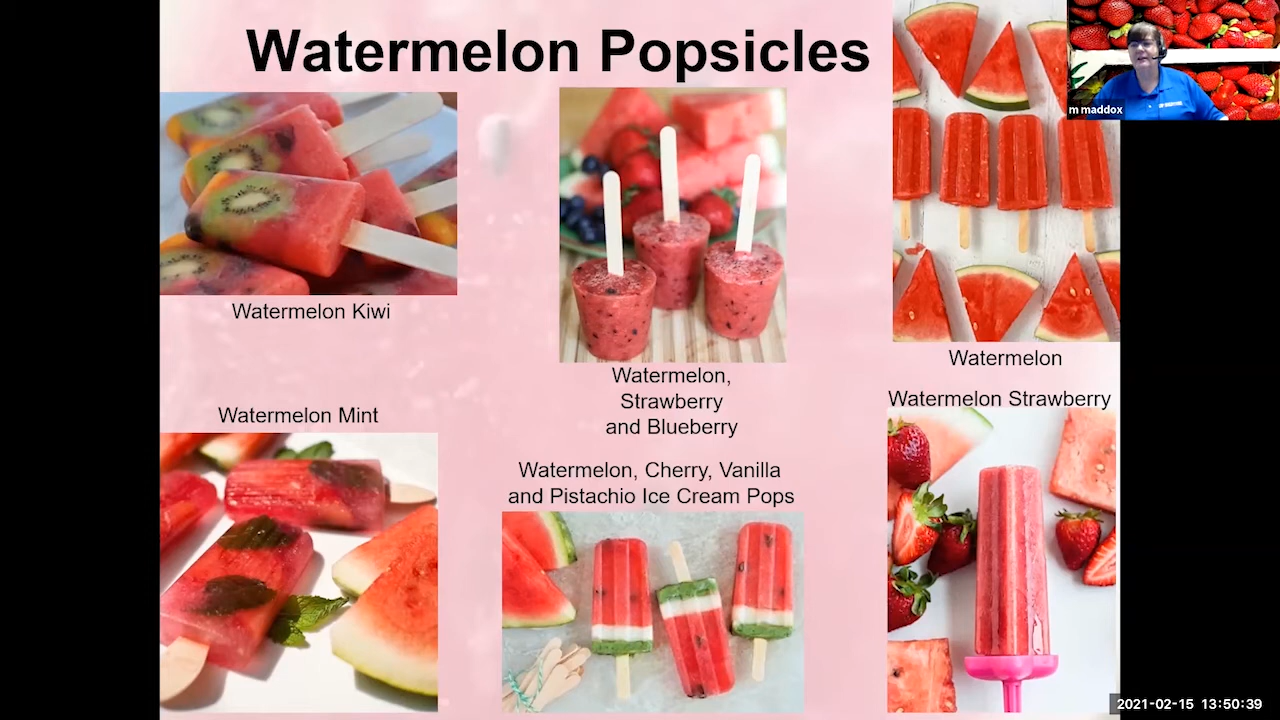 Watermelon Popsicles
m maddox
Watermelon Kiwi
Watermelon,
Strawberry
and Blueberry
Watermelon
Watermelon Mint
Watermelon, Cherry, Vanilla
and Pistachio Ice Cream Pops
Watermelon Strawberry
2021-02-15 13:50:39